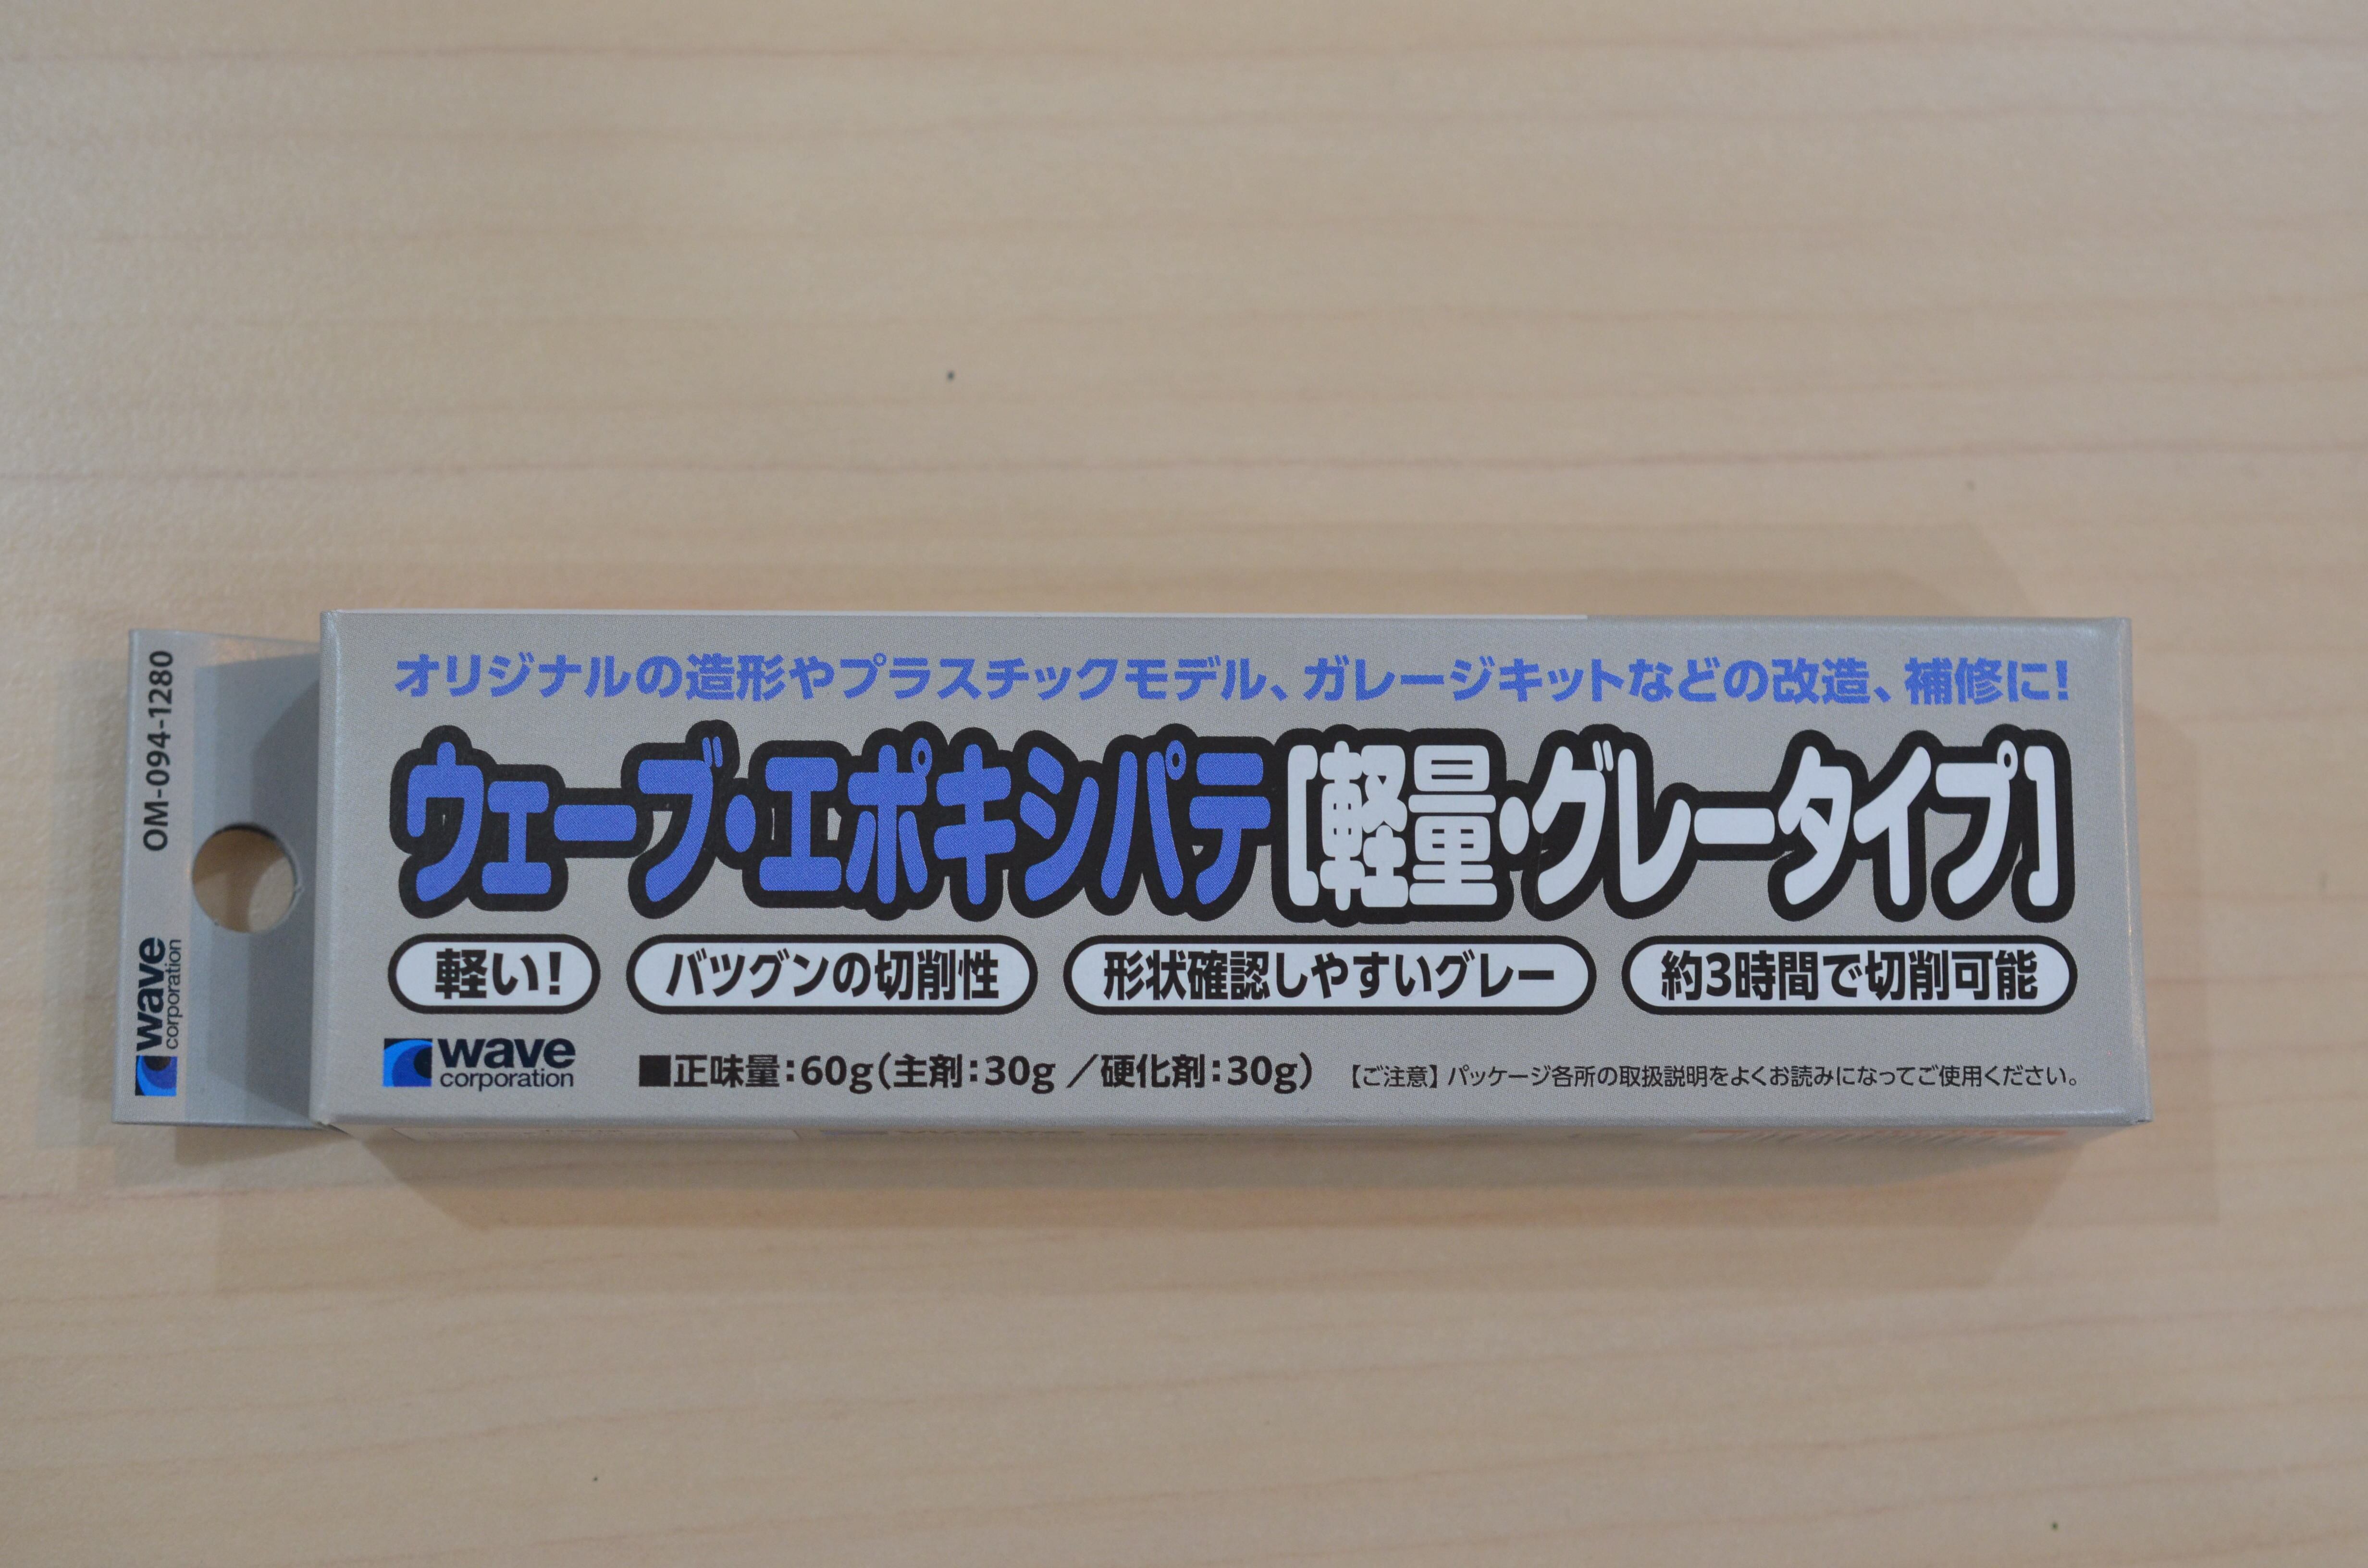 OM-094-1280
wave
corporation
オリジナルの造形やプラスチックモデル、ガレージキットなどの改造、補修に!
ウェーブ・エポキシパテ[軽量・グレータイプ]
軽い! バツグンの切削性 形状確認しやすいグレー 約3時間で切削可能
wave
corporation
■正味量:60g(主剤:30g/硬化剤:30g) 【ご注意】パッケージ各所の取扱説明をよくお読みになってご使用ください。